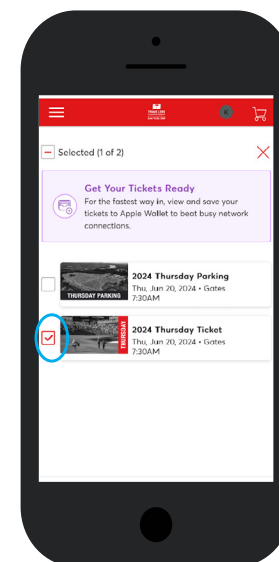 K
Selected (1 of 2)
Get Your Tickets Ready
For the fastest way in, view and save your
tickets to Apple Wallet to beat busy network
connections.
THURSDAY PARKING
2024 Thursday Parking
Thu, Jun 20, 2024 • Gates
7:30AM
THURSDAY
2024 Thursday Ticket
Thu, Jun 20, 2024 • Gates
7:30AM